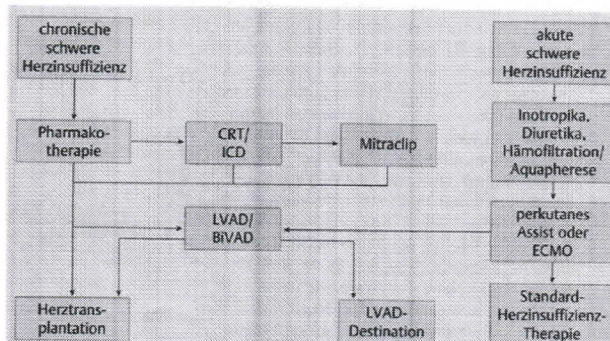 chronische
schwere
Herzinsuffizienz
akute
schwere
Herzinsuffizienz
Pharmako-
therapie
CRT/
ICD
Mitraclip
Inotropika,
Diuretika,
Hämofiltration/
Aquapherese
LVAD/
BiVAD
perkutanes
Assist oder
ECMO
Herztrans-
plantation
LVAD-
Destination
Standard-
Herzinsuffizienz-
Therapie